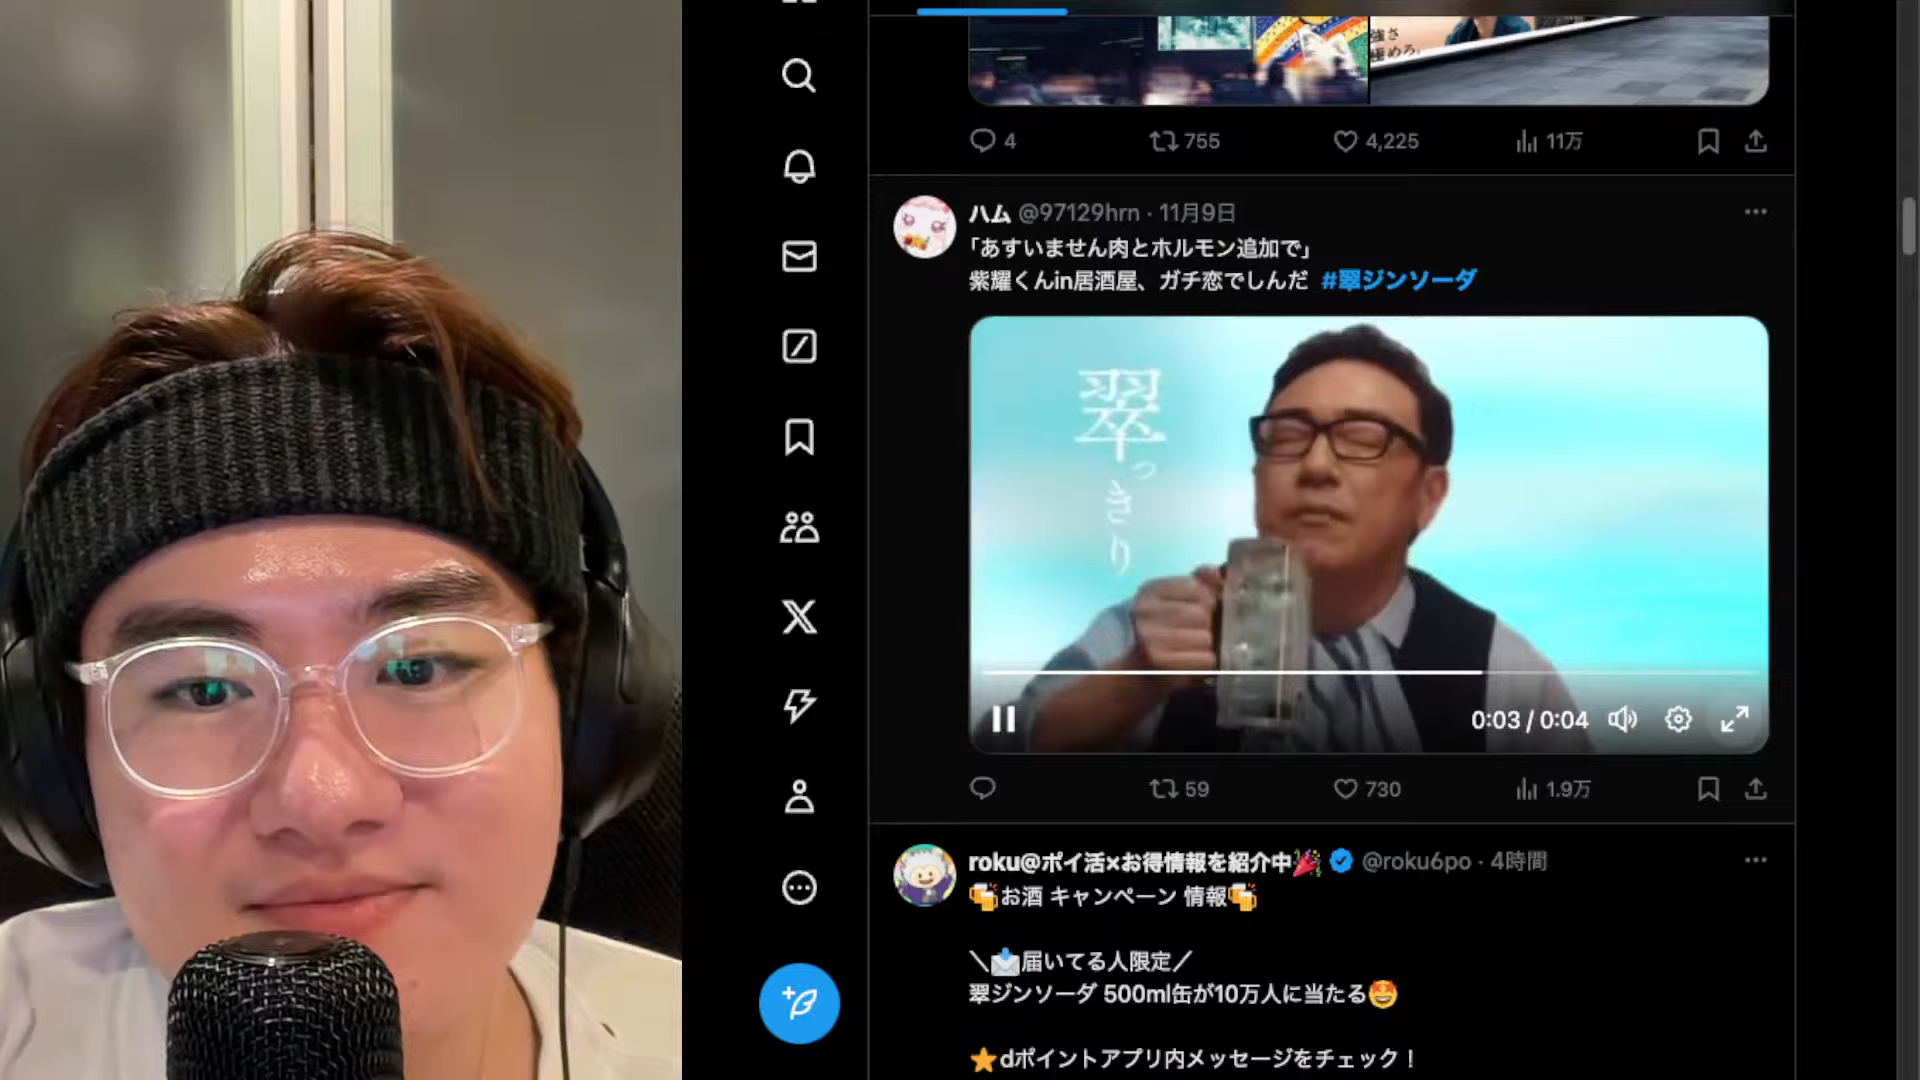 強さ
極めろ。
4
755
4,225
11万
ハム @97129hrn · 11月9日
「あすいません肉とホルモン追加で」
紫耀くんin居酒屋、ガチ恋でしんだ #翠ジンソーダ
翠っきり
0:03 / 0:04
59
730
1.9万
roku@ポイ活×お得情報を紹介中🎉 @roku6po · 4時間
🍻お酒 キャンペーン 情報🍻
＼📩届いてる人限定／
翠ジンソーダ 500ml缶が10万人に当たる🤩
⭐dポイントアプリ内メッセージをチェック！